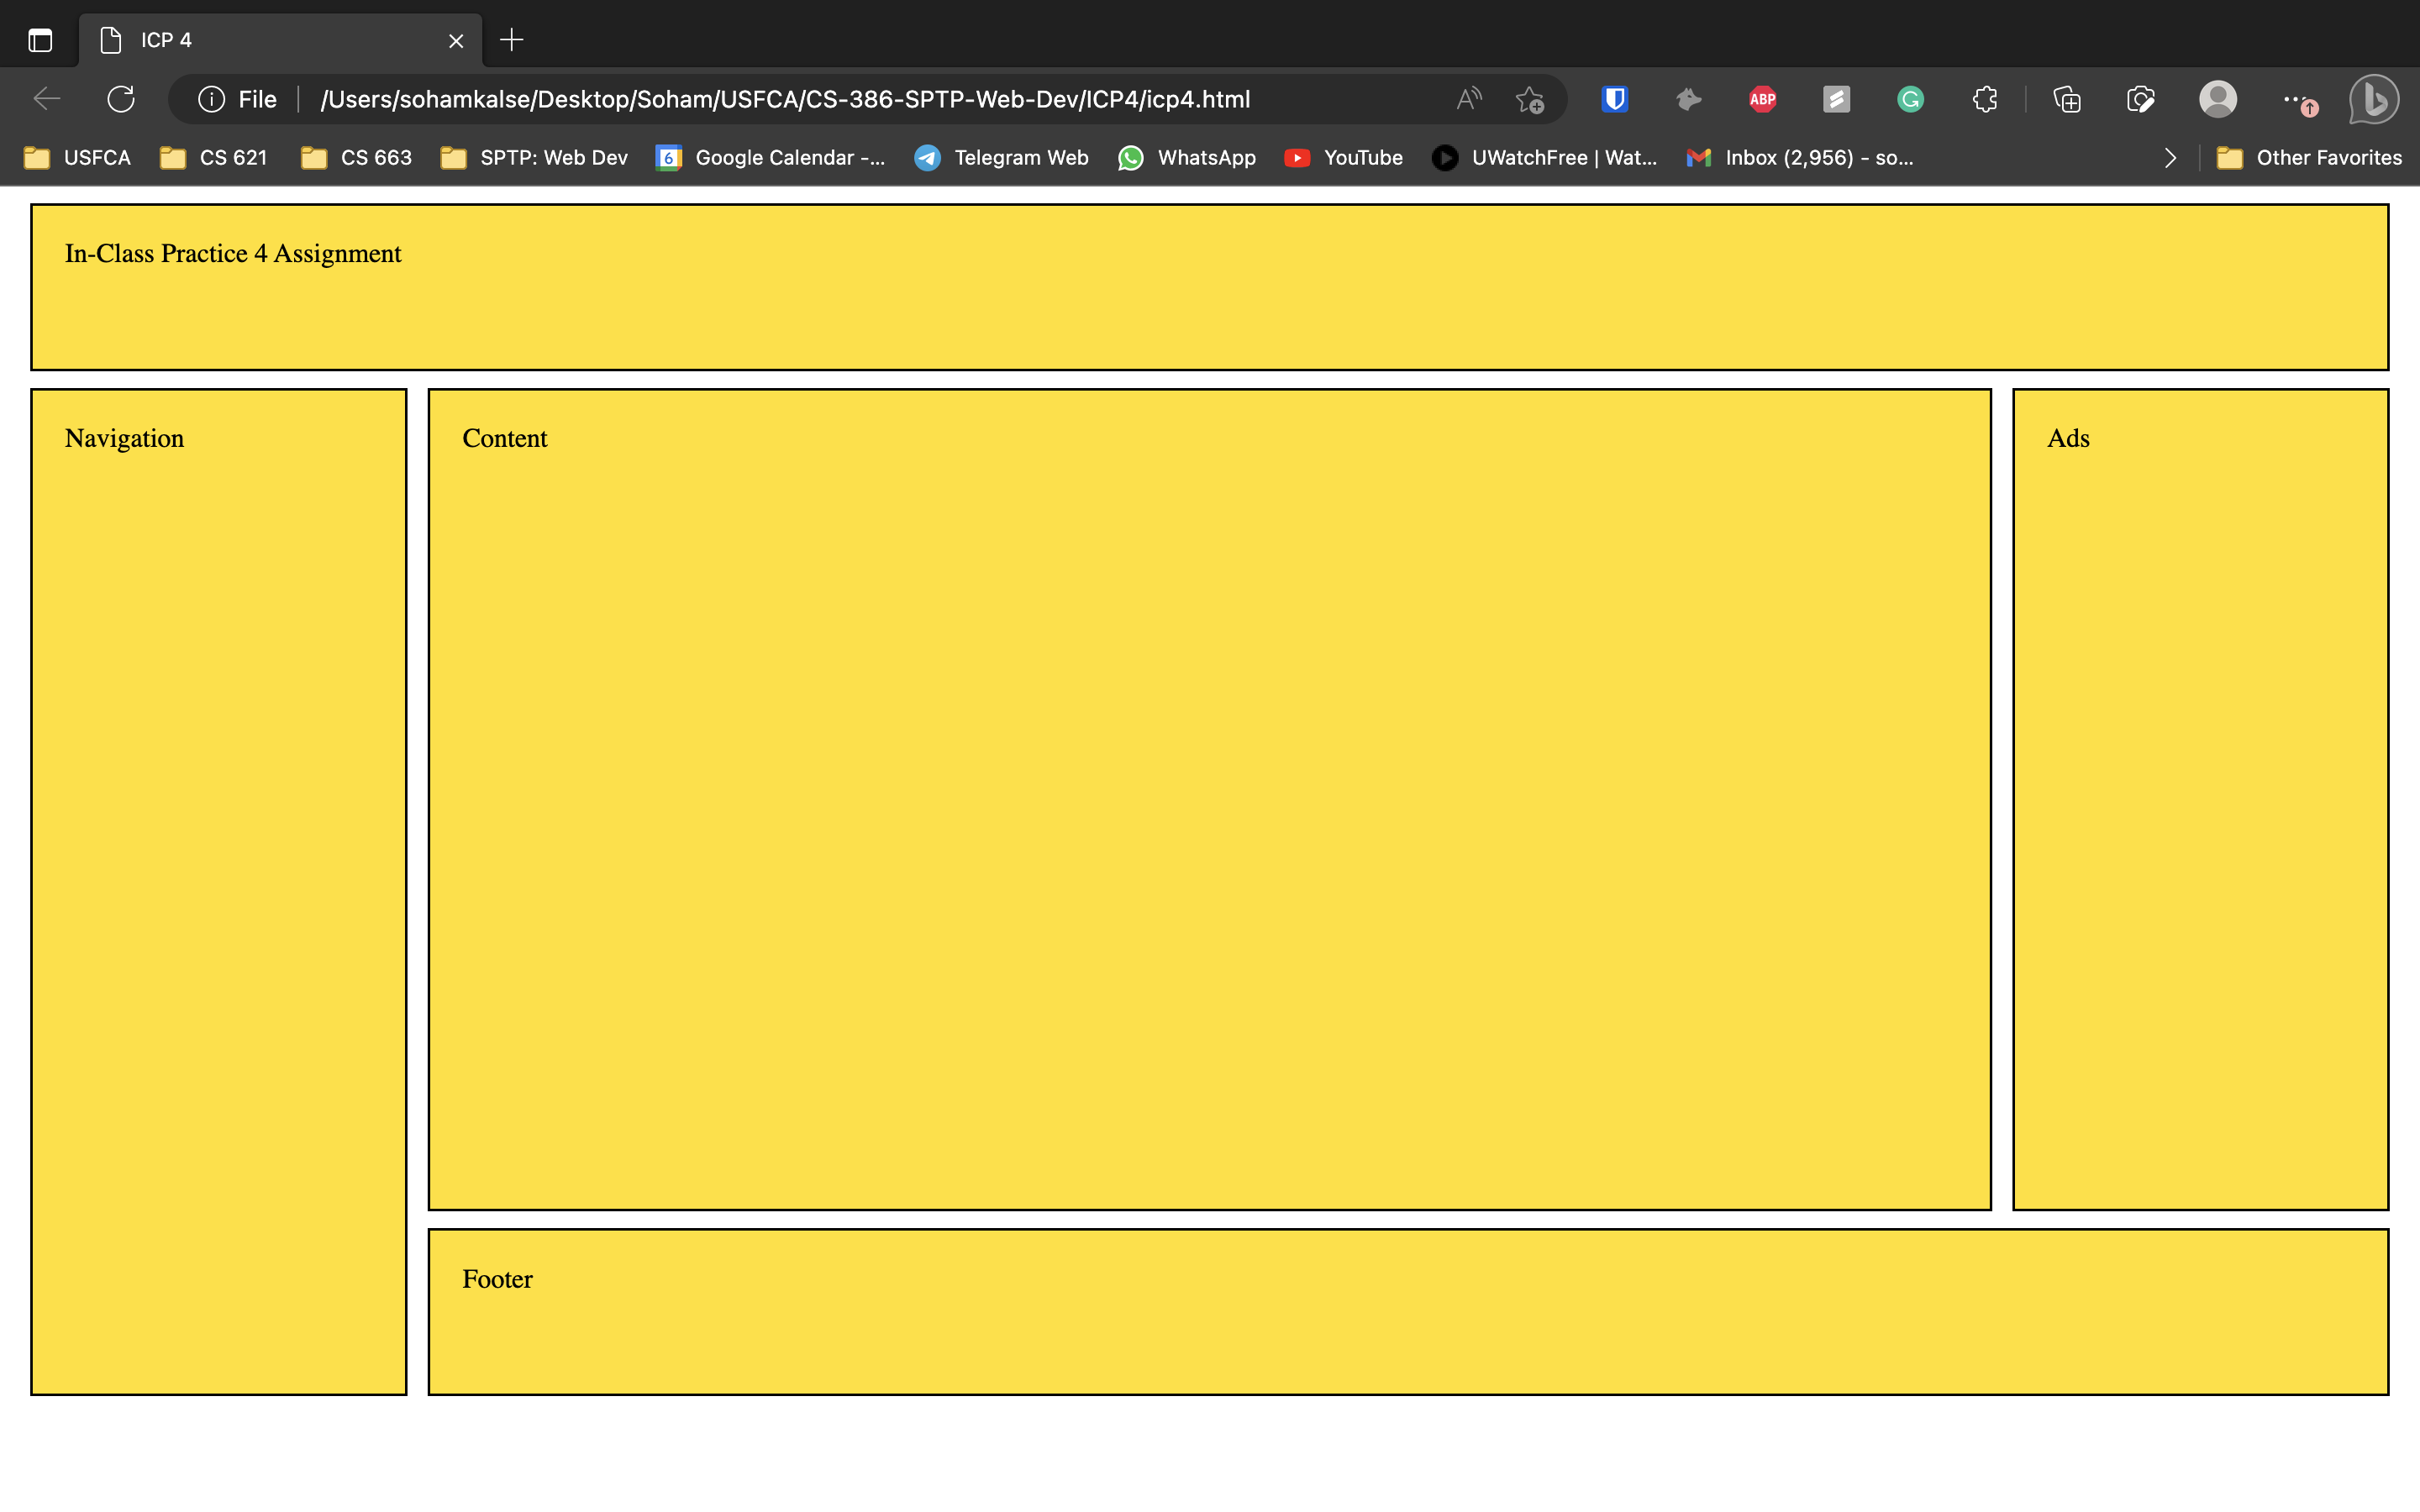 ICP 4
File /Users/sohamkalse/Desktop/Soham/USFCA/CS-386-SPTP-Web-Dev/ICP4/icp4.html A ABP G
USFCA CS 621 CS 663 SPTP: Web Dev 6 Google Calendar -... Telegram Web WhatsApp YouTube UWatchFree | Wat... Inbox (2,956) - so... Other Favorites
In-Class Practice 4 Assignment
Navigation Content Ads
Footer